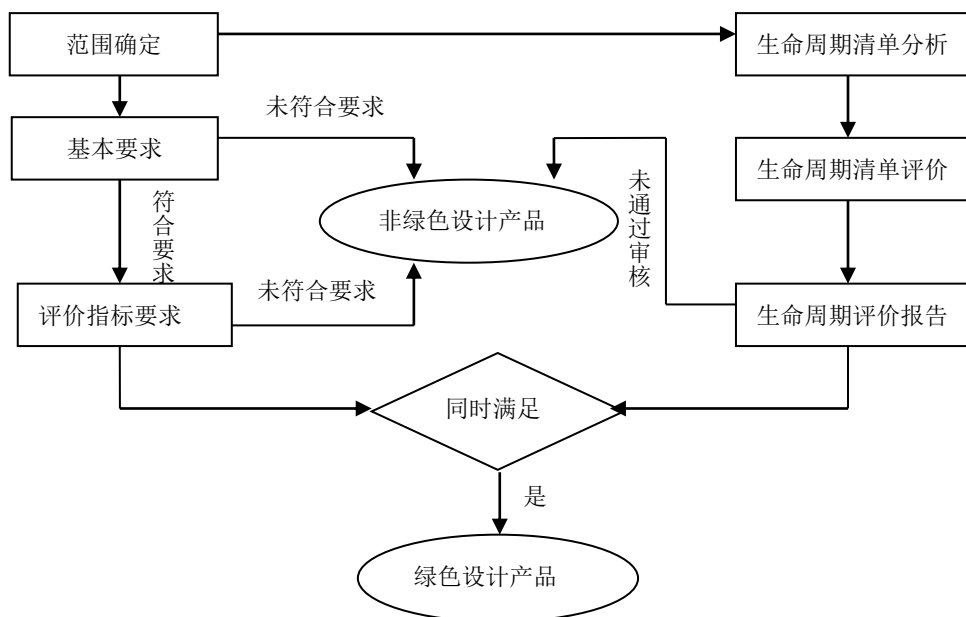 范围确定
生命周期清单分析
未符合要求
基本要求
生命周期清单评价
符合要求
未通过审核
非绿色设计产品
未符合要求
评价指标要求
生命周期评价报告
同时满足
是
绿色设计产品